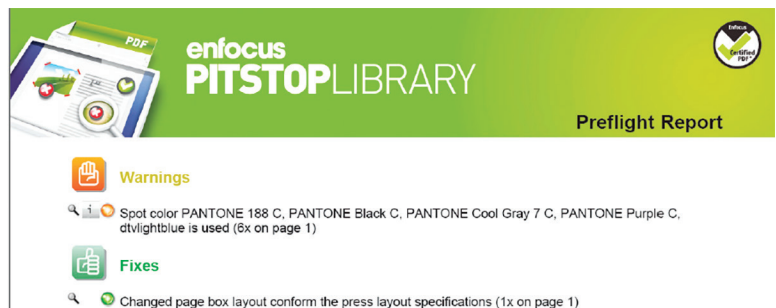 PDF
enfocus
PITSTOPLIBRARY
Enfocus
Certified
PDF
Preflight Report
Warnings
Spot color PANTONE 188 C, PANTONE Black C, PANTONE Cool Gray 7 C, PANTONE Purple C,
dtvlightblue is used (6x on page 1)
Fixes
Changed page box layout conform the press layout specifications (1x on page 1)